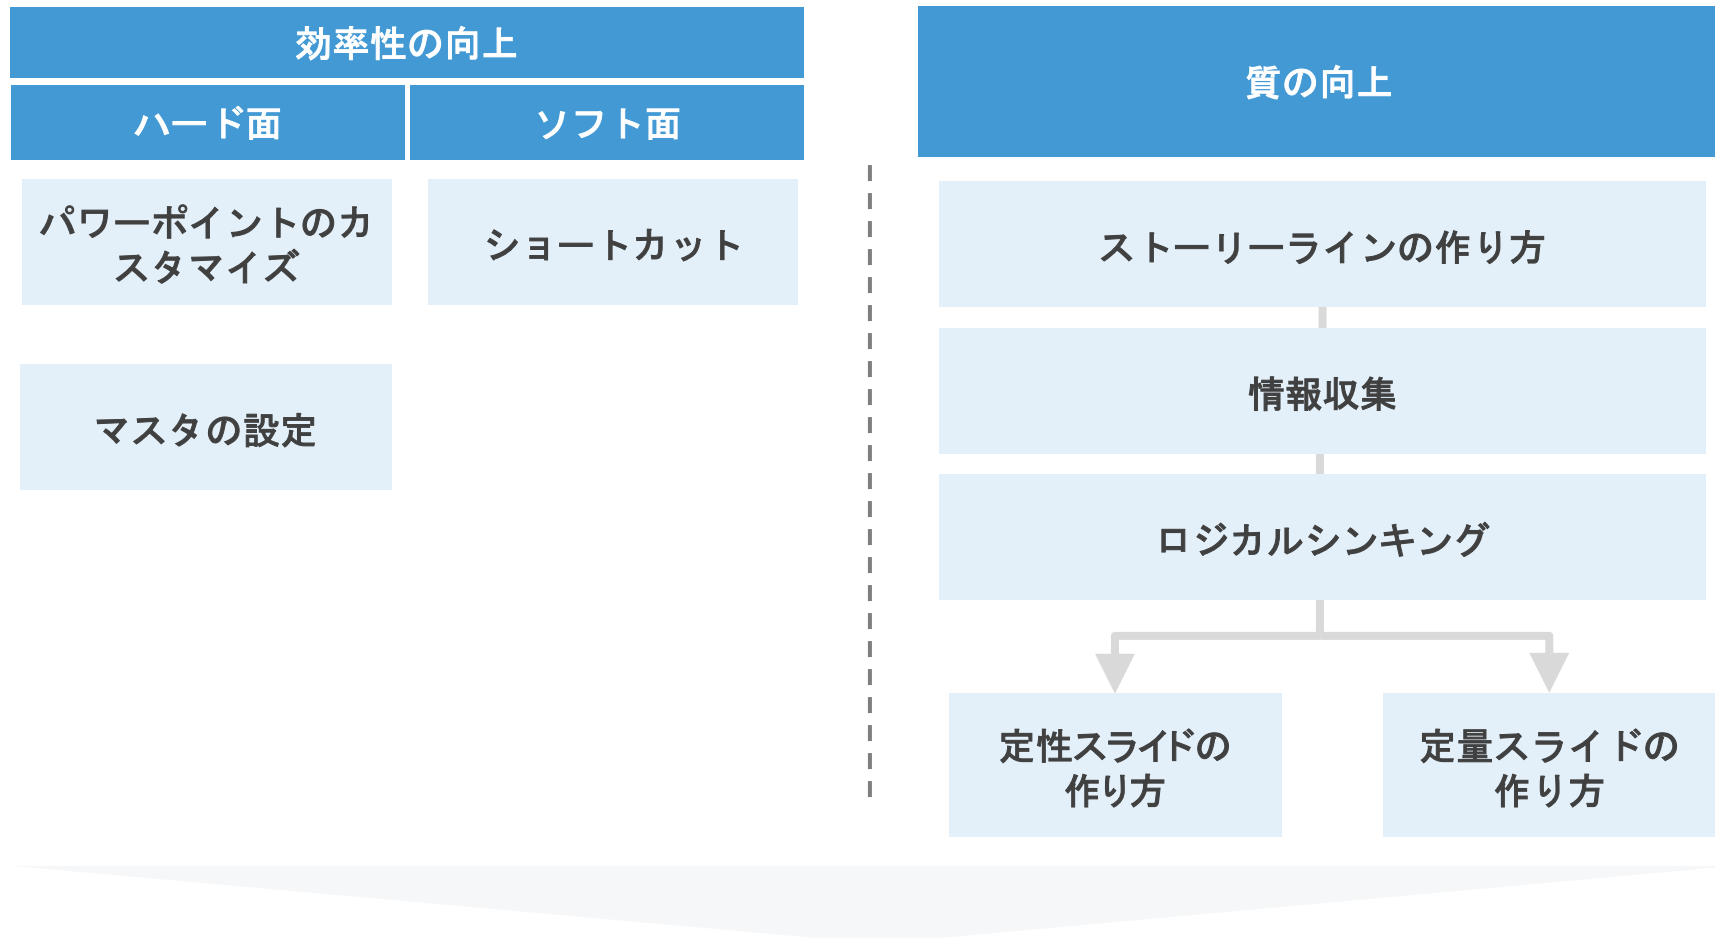 効率性の向上
ハード面
ソフト面
パワーポイントのカ
スタマイズ
ショートカット
マスタの設定
質の向上
ストーリーラインの作り方
情報収集
ロジカルシンキング
定性スライドの
作り方
定量スライドの
作り方